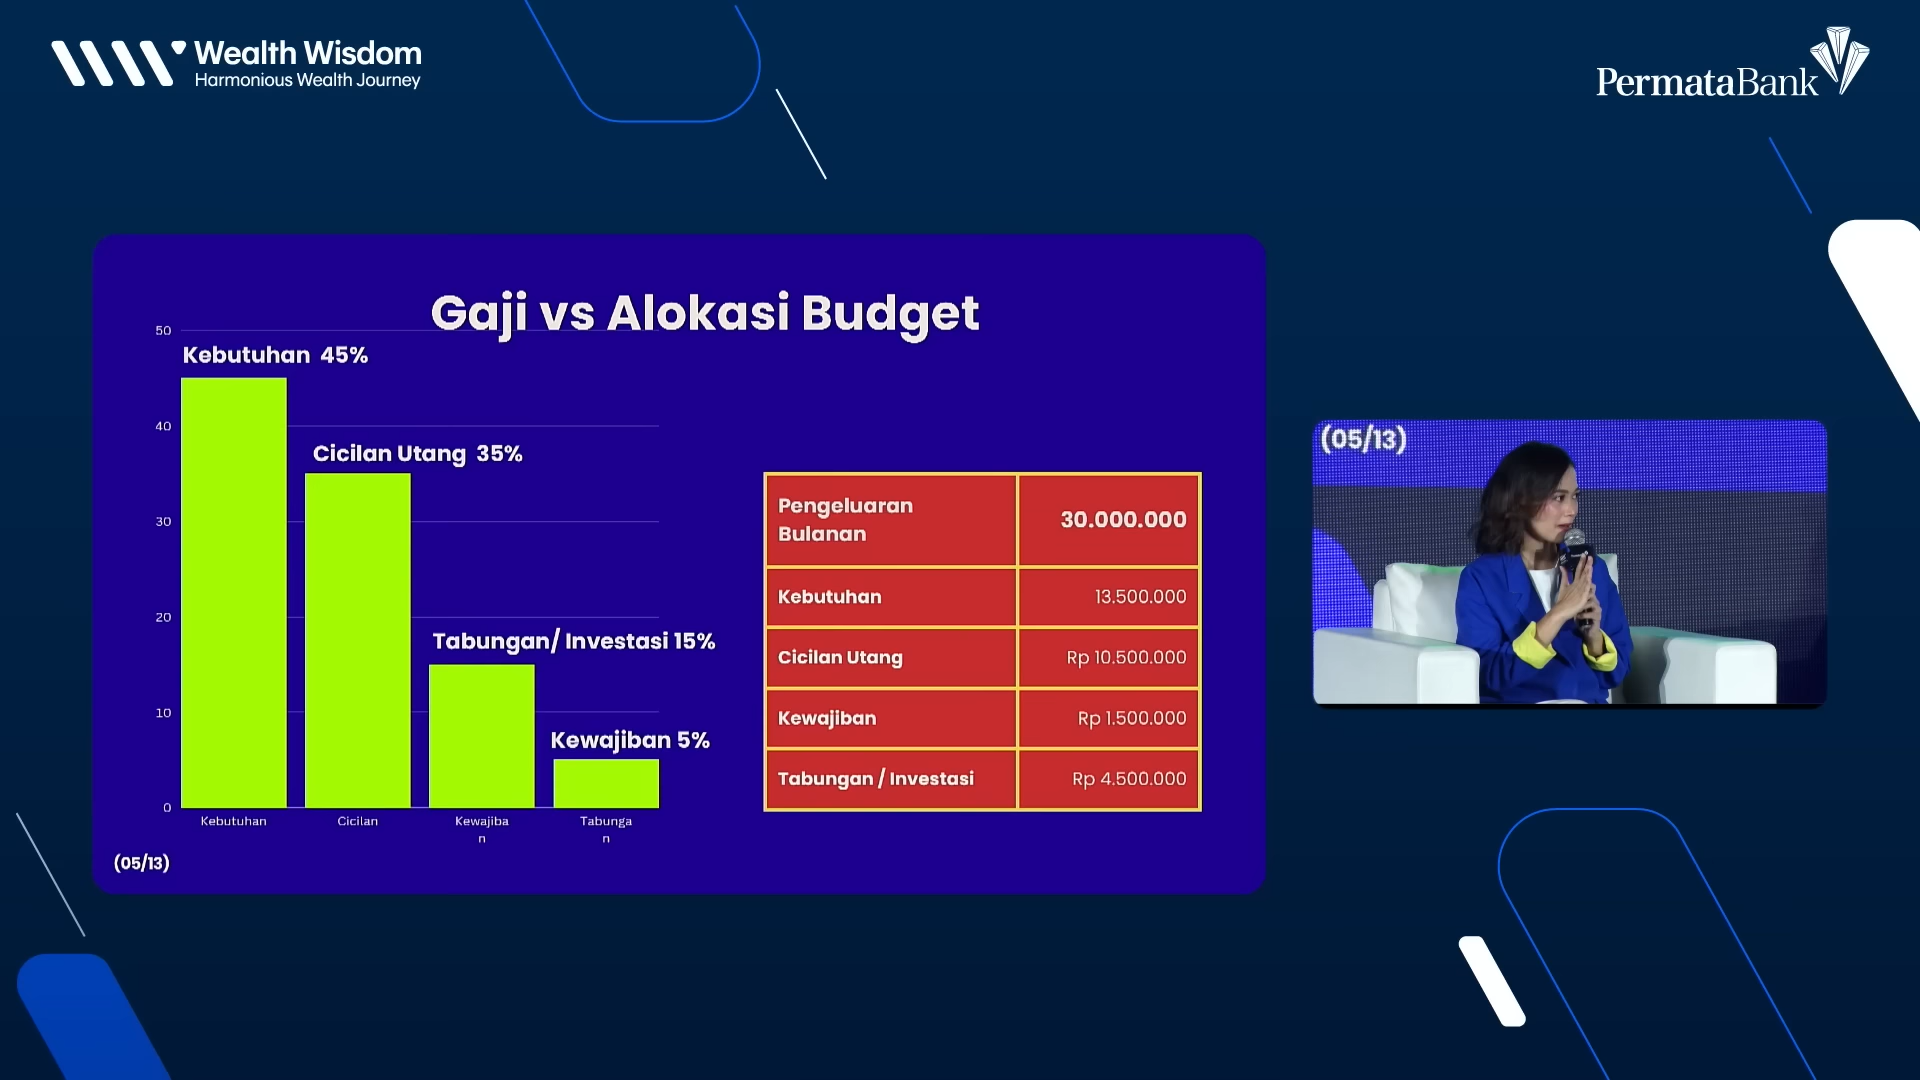 Wealth Wisdom
Harmonious Wealth Journey
PermataBank
Gaji vs Alokasi Budget
50
Kebutuhan 45%
40
Cicilan Utang 35%
30
20
Tabungan/ Investasi 15%
10
Kewajiban 5%
0
Kebutuhan
Cicilan
Kewajiba
n
Tabunga
n
(05/13)
Pengeluaran
Bulanan
30.000.000
Kebutuhan
13.500.000
Cicilan Utang
Rp 10.500.000
Kewajiban
Rp 1.500.000
Tabungan / Investasi
Rp 4.500.000
(05/13)